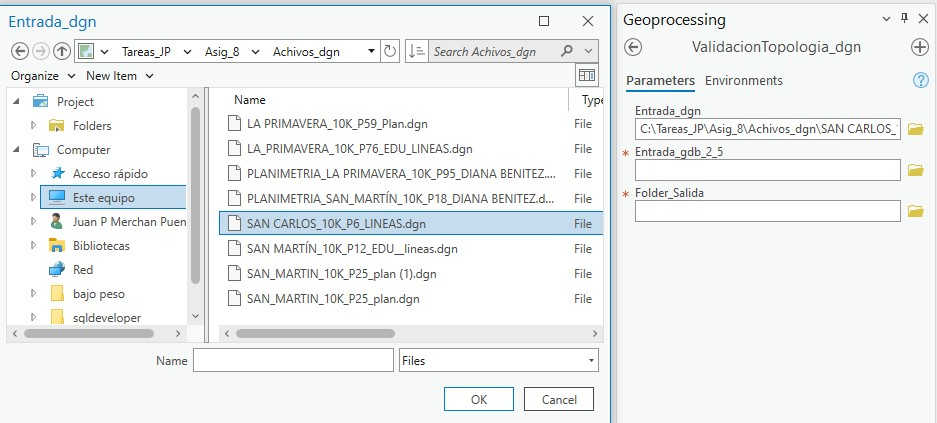 Entrada_dgn
Tareas_JP
Asig_8
Achivos_dgn
Search Achivos_dgn
Organize
New Item
Project
Folders
Computer
Acceso rápido
Este equipo
Juan P Merchan Puen
Bibliotecas
Red
bajo peso
sqldeveloper
Name
Type
LA PRIMAVERA_10K_P59_Plan.dgn
File
LA_PRIMAVERA_10K_P76_EDU_LINEAS.dgn
File
PLANIMETRIA_LA PRIMAVERA_10K_P95_DIANA BENITEZ....
File
PLANIMETRIA_SAN_MARTÍN_10K_P18_DIANA BENITEZ.d...
File
SAN CARLOS_10K_P6_LINEAS.dgn
File
SAN MARTÍN_10K_P12_EDU__lineas.dgn
File
SAN_MARTIN_10K_P25_plan (1).dgn
File
SAN_MARTIN_10K_P25_plan.dgn
File
Name
Files
OK
Cancel
Geoprocessing
ValidacionTopologia_dgn
Parameters
Environments
?
Entrada_dgn
C:\Tareas_JP\Asig_8\Achivos_dgn\SAN CARLOS_
* Entrada_gdb_2_5
* Folder_Salida